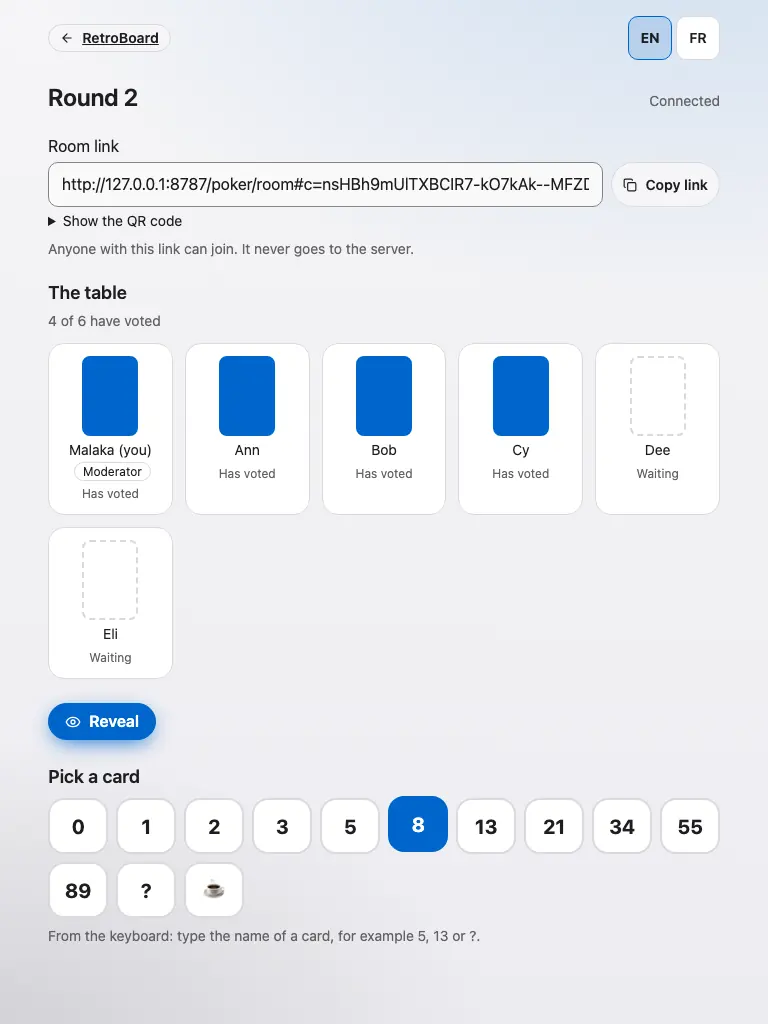 RetroBoard
EN FR
Round 2
Connected
Room link
http://127.0.0.1:8787/poker/room#c=nsHBh9mUlTXBClR7-kO7kAk--MFZD
Copy link
Show the QR code
Anyone with this link can join. It never goes to the server.
The table
4 of 6 have voted
Malaka (you)
Moderator
Has voted
Ann
Has voted
Bob
Has voted
Cy
Has voted
Dee
Waiting
Eli
Waiting
Reveal
Pick a card
0 1 2 3 5 8 13 21 34 55
89 ?
From the keyboard: type the name of a card, for example 5, 13 or ?.